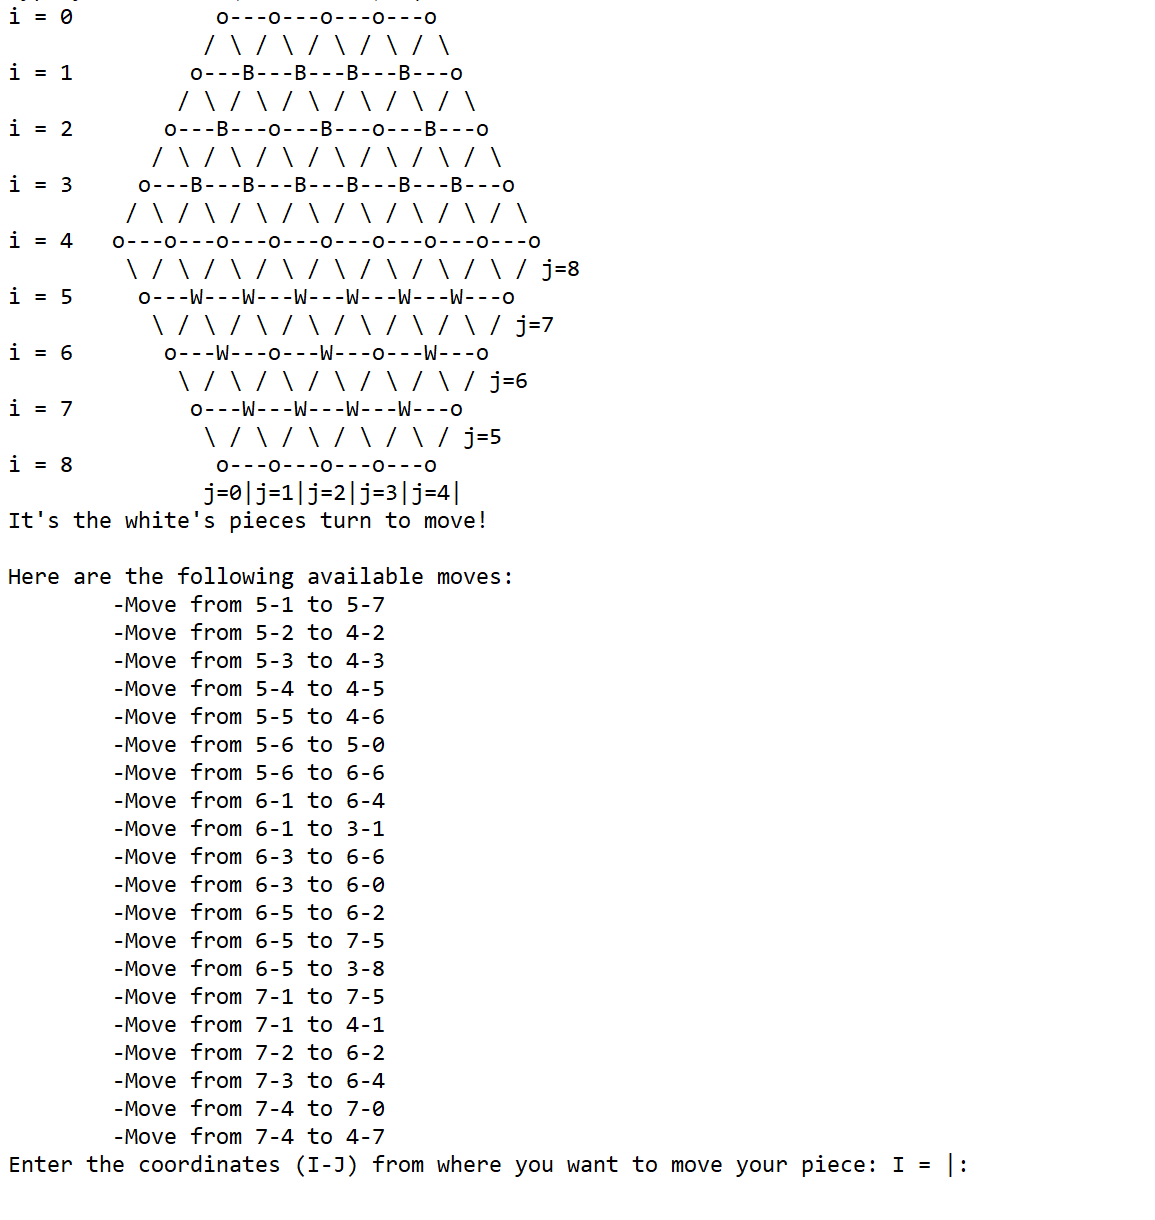 i = 0           o---o---o---o---o
               / \ / \ / \ / \ / \
i = 1         o---B---B---B---B---o
             / \ / \ / \ / \ / \ / \
i = 2       o---B---o---B---o---B---o
           / \ / \ / \ / \ / \ / \ / \
i = 3     o---B---B---B---B---B---B---o
         / \ / \ / \ / \ / \ / \ / \ / \
i = 4   o---o---o---o---o---o---o---o---o
         \ / \ / \ / \ / \ / \ / \ / \ / j=8
i = 5     o---W---W---W---W---W---W---o
           \ / \ / \ / \ / \ / \ / \ / j=7
i = 6       o---W---o---W---o---W---o
             \ / \ / \ / \ / \ / \ / j=6
i = 7         o---W---W---W---W---o
               \ / \ / \ / \ / \ / j=5
i = 8           o---o---o---o---o
               j=0|j=1|j=2|j=3|j=4|
It's the white's pieces turn to move!
Here are the following available moves:
        -Move from 5-1 to 5-7
        -Move from 5-2 to 4-2
        -Move from 5-3 to 4-3
        -Move from 5-4 to 4-5
        -Move from 5-5 to 4-6
        -Move from 5-6 to 5-0
        -Move from 5-6 to 6-6
        -Move from 6-1 to 6-4
        -Move from 6-1 to 3-1
        -Move from 6-3 to 6-6
        -Move from 6-3 to 6-0
        -Move from 6-5 to 6-2
        -Move from 6-5 to 7-5
        -Move from 6-5 to 3-8
        -Move from 7-1 to 7-5
        -Move from 7-1 to 4-1
        -Move from 7-2 to 6-2
        -Move from 7-3 to 6-4
        -Move from 7-4 to 7-0
        -Move from 7-4 to 4-7
Enter the coordinates (I-J) from where you want to move your piece: I = |: